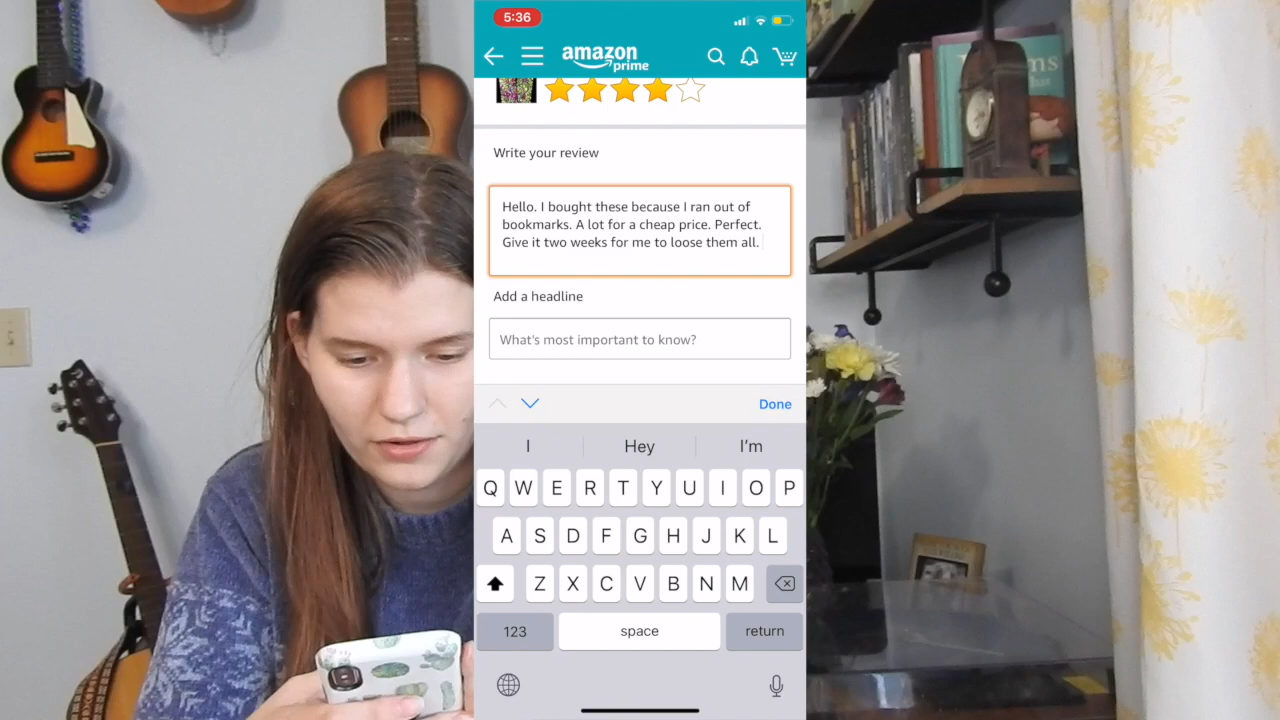 5:36
amazon
prime
Write your review
Hello. I bought these because I ran out of
bookmarks. A lot for a cheap price. Perfect.
Give it two weeks for me to loose them all.
Add a headline
What's most important to know?
Done
I Hey I'm
Q W E R T Y U I O P
A S D F G H J K L
Z X C V B N M
123 space return